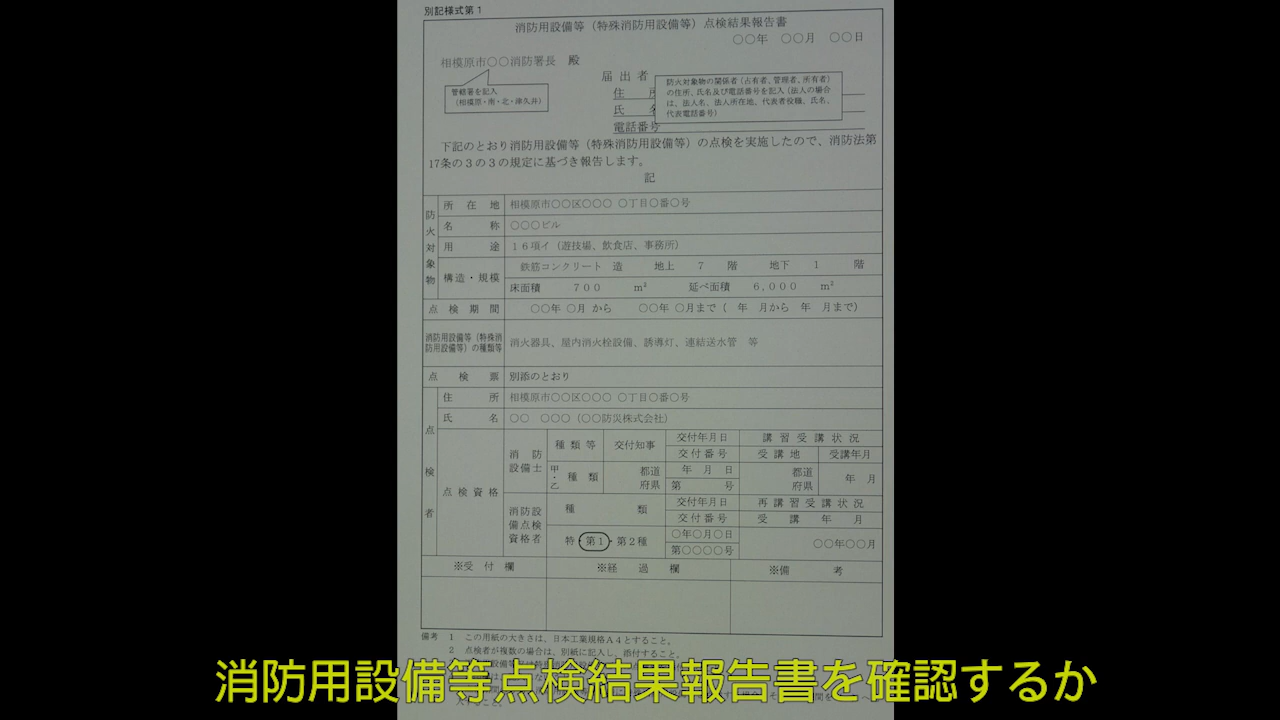 別記様式第1
消防用設備等（特殊消防用設備等）点検結果報告書
○○年　○○月　○○日
相模原市○○消防署長　殿
管轄署を記入
（相模原・南・北・津久井）
届出者
住　所
氏　名
電話番号
防火対象物の関係者（占有者、管理者、所有者）
の住所、氏名及び電話番号を記入（法人の場合
は、法人名、法人所在地、代表者役職、氏名、
代表電話番号）
下記のとおり消防用設備等（特殊消防用設備等）の点検を実施したので、消防法第
17条の3の3の規定に基づき報告します。
記
防火対象物
所在地　相模原市○○区○○○　○丁目○番○号
名称　○○○ビル
用途　16項イ（遊技場、飲食店、事務所）
構造・規模　鉄筋コンクリート　造　地上　7　階　地下　1　階
床面積　700　m²　延べ面積　6,000　m²
点検期間　○○年　○月　から　○○年　○月まで（　年　月から　年　月まで）
消防用設備等（特殊消
防用設備等）の種類等　消火器具、屋内消火栓設備、誘導灯、連結送水管　等
点検票　別添のとおり
点検者
住所　相模原市○○区○○○　○丁目○番○号
氏名　○○　○○○（○○防災株式会社）
点検資格
消防設備士　種類等　交付知事　交付年月日　講習受講状況
交付番号　受講地　受講年月
甲・乙　種類　都道府県　年　月　日　都道府県　年　月
第　号
消防設備点検資格者　種類　交付年月日　再講習受講状況
交付番号　受講年月
特・第1・第2種　○年○月○日　○○年○○月
第○○○○号
※受付欄　※経過欄　※備考
備考　1　この用紙の大きさは、日本工業規格A4とすること。
2　点検者が複数の場合は、別紙に記入し、添付すること。
消防用設備等点検結果報告書を確認するか